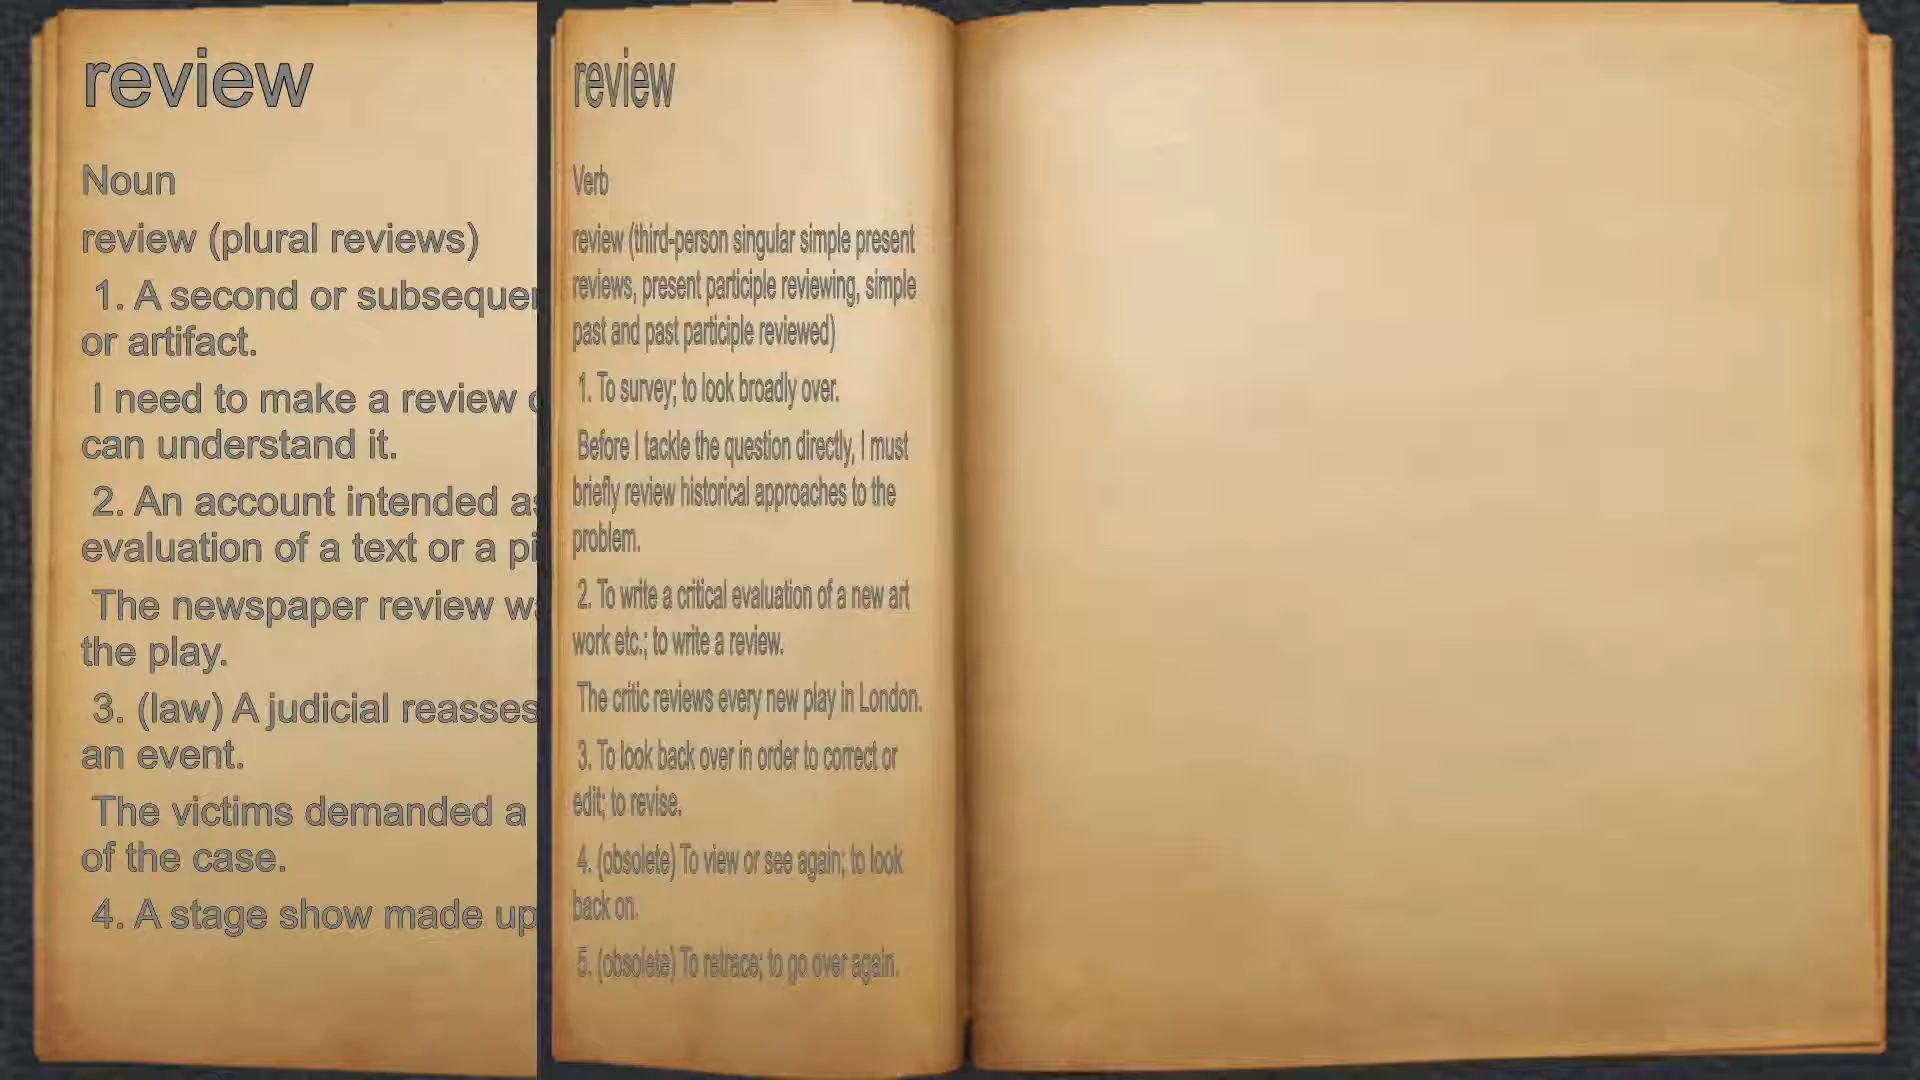 review
Noun
review (plural reviews)
1. A second or
or artifact.
I need to make a review
can understand it.
2. An account intended
evaluation of a text or a
The newspaper review
the play.
3. (law) A judicial
an event.
The victims demanded a
of the case.
4. A stage show made up
review
Verb
review (third-person singular simple present
reviews, present participle reviewing, simple
past and past participle reviewed)
1. To survey; to look broadly over.
Before I tackle the question directly, I must
briefly review historical approaches to the
problem.
2. To write a critical evaluation of a new art
work etc.; to write a review.
The critic reviews every new play in London.
3. To look back over in order to correct or
edit; to revise.
4. (obsolete) To view or see again; to look
back on.
5. (obsolete) To retrace; to go over again.